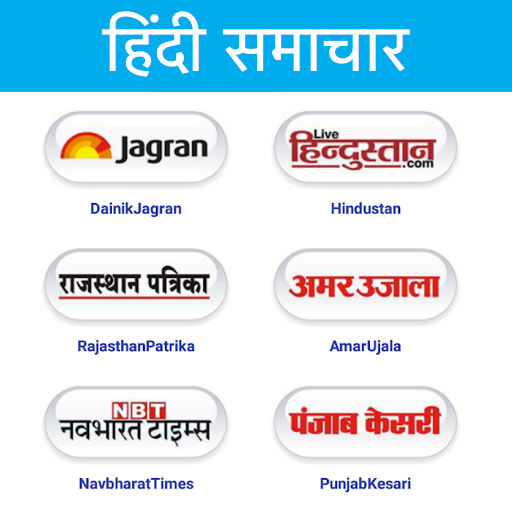 हिंदी समाचार
Jagran
Live
हिन्दुस्तान
.com
DainikJagran
Hindustan
राजस्थान पत्रिका
अमर उजाला
RajasthanPatrika
AmarUjala
NBT
नवभारत टाइम्स
पंजाब केसरी
NavbharatTimes
PunjabKesari